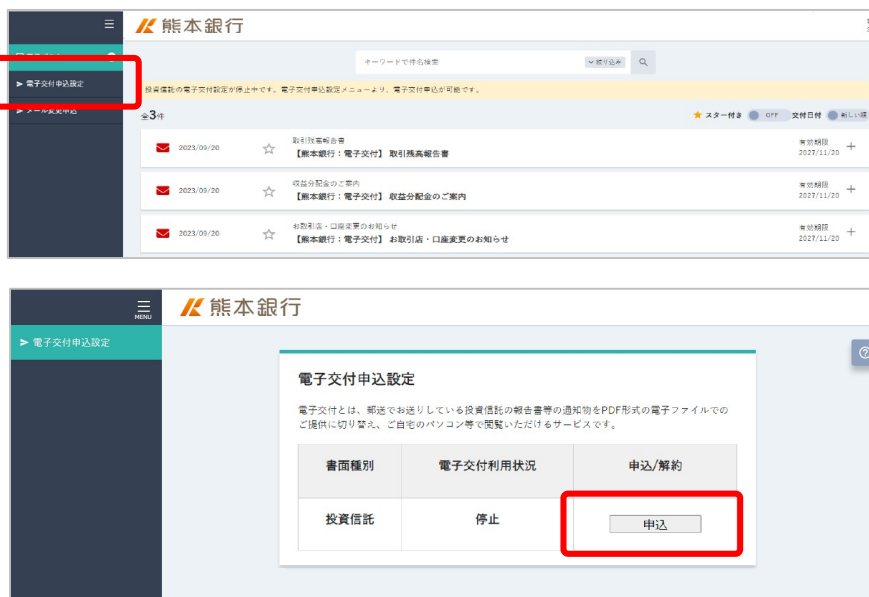 熊本銀行
キーワードで件名検索
絞り込み
電子交付申込設定
投資信託の電子交付設定が停止中です。電子交付申込設定メニューより、電子交付申込が可能です。
メール変更申込
全3件
スター付き OFF 交付日付 新しい順
取引残高報告書
2023/09/20 【熊本銀行:電子交付】 取引残高報告書
有効期限
2027/11/20
収益分配金のご案内
2023/09/20 【熊本銀行:電子交付】 収益分配金のご案内
有効期限
2027/11/20
お取引店・口座変更のお知らせ
2023/09/20 【熊本銀行:電子交付】 お取引店・口座変更のお知らせ
有効期限
2027/11/20
MENU
熊本銀行
電子交付申込設定
電子交付申込設定
電子交付とは、郵送でお送りしている投資信託の報告書等の通知物をPDF形式の電子ファイルでの
ご提供に切り替え、ご自宅のパソコン等で閲覧いただけるサービスです。
書面種別 電子交付利用状況 申込/解約
投資信託 停止 申込